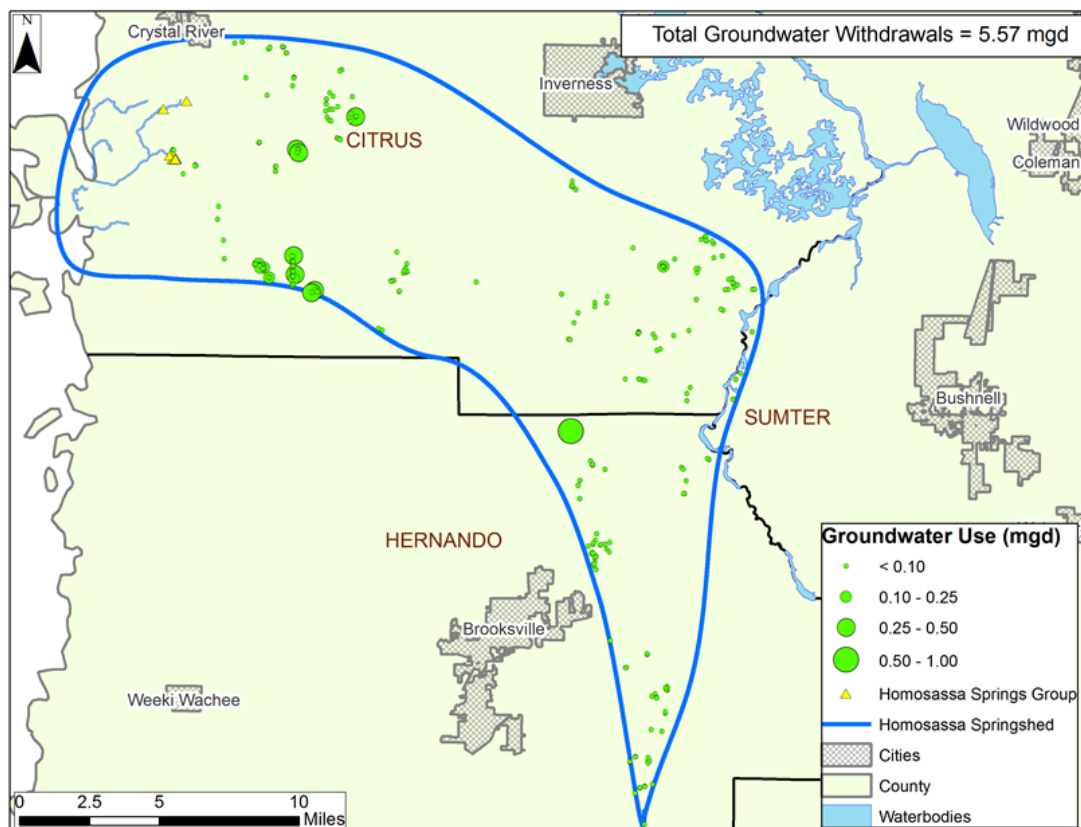 N
Crystal River
Total Groundwater Withdrawals = 5.57 mgd
Inverness
Wildwood
Coleman
CITRUS
Bushnell
SUMTER
HERNANDO
Brooksville
Weeki Wachee
Groundwater Use (mgd)
< 0.10
0.10 - 0.25
0.25 - 0.50
0.50 - 1.00
Homosassa Springs Group
Homosassa Springshed
Cities
County
Waterbodies
0 2.5 5 10
Miles